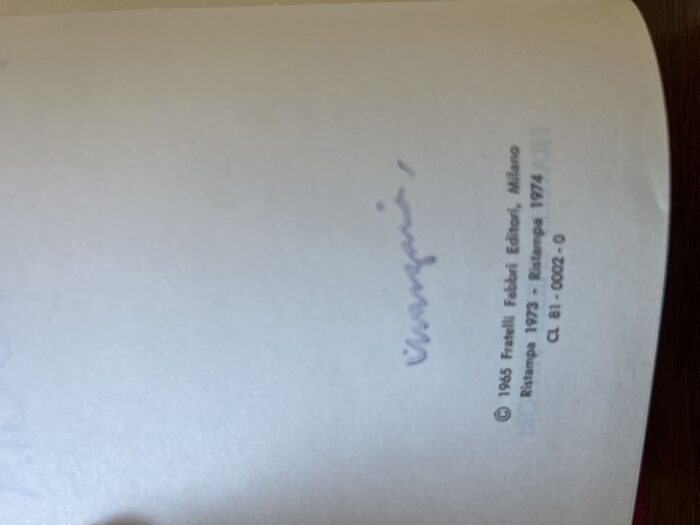 © 1965 Fratelli Fabbri Editori, Milano
Ristampa 1973 - Ristampa 1974
CL 81-0002-0